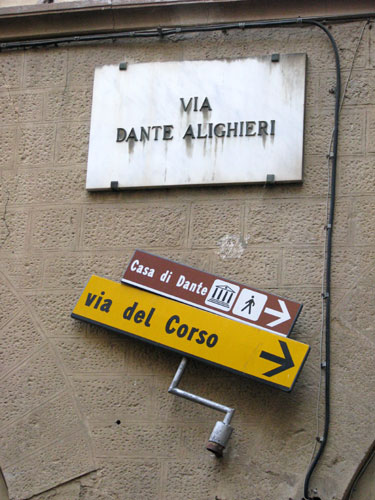 VIA
DANTE ALIGHIERI
Casa di Dante
via del Corso